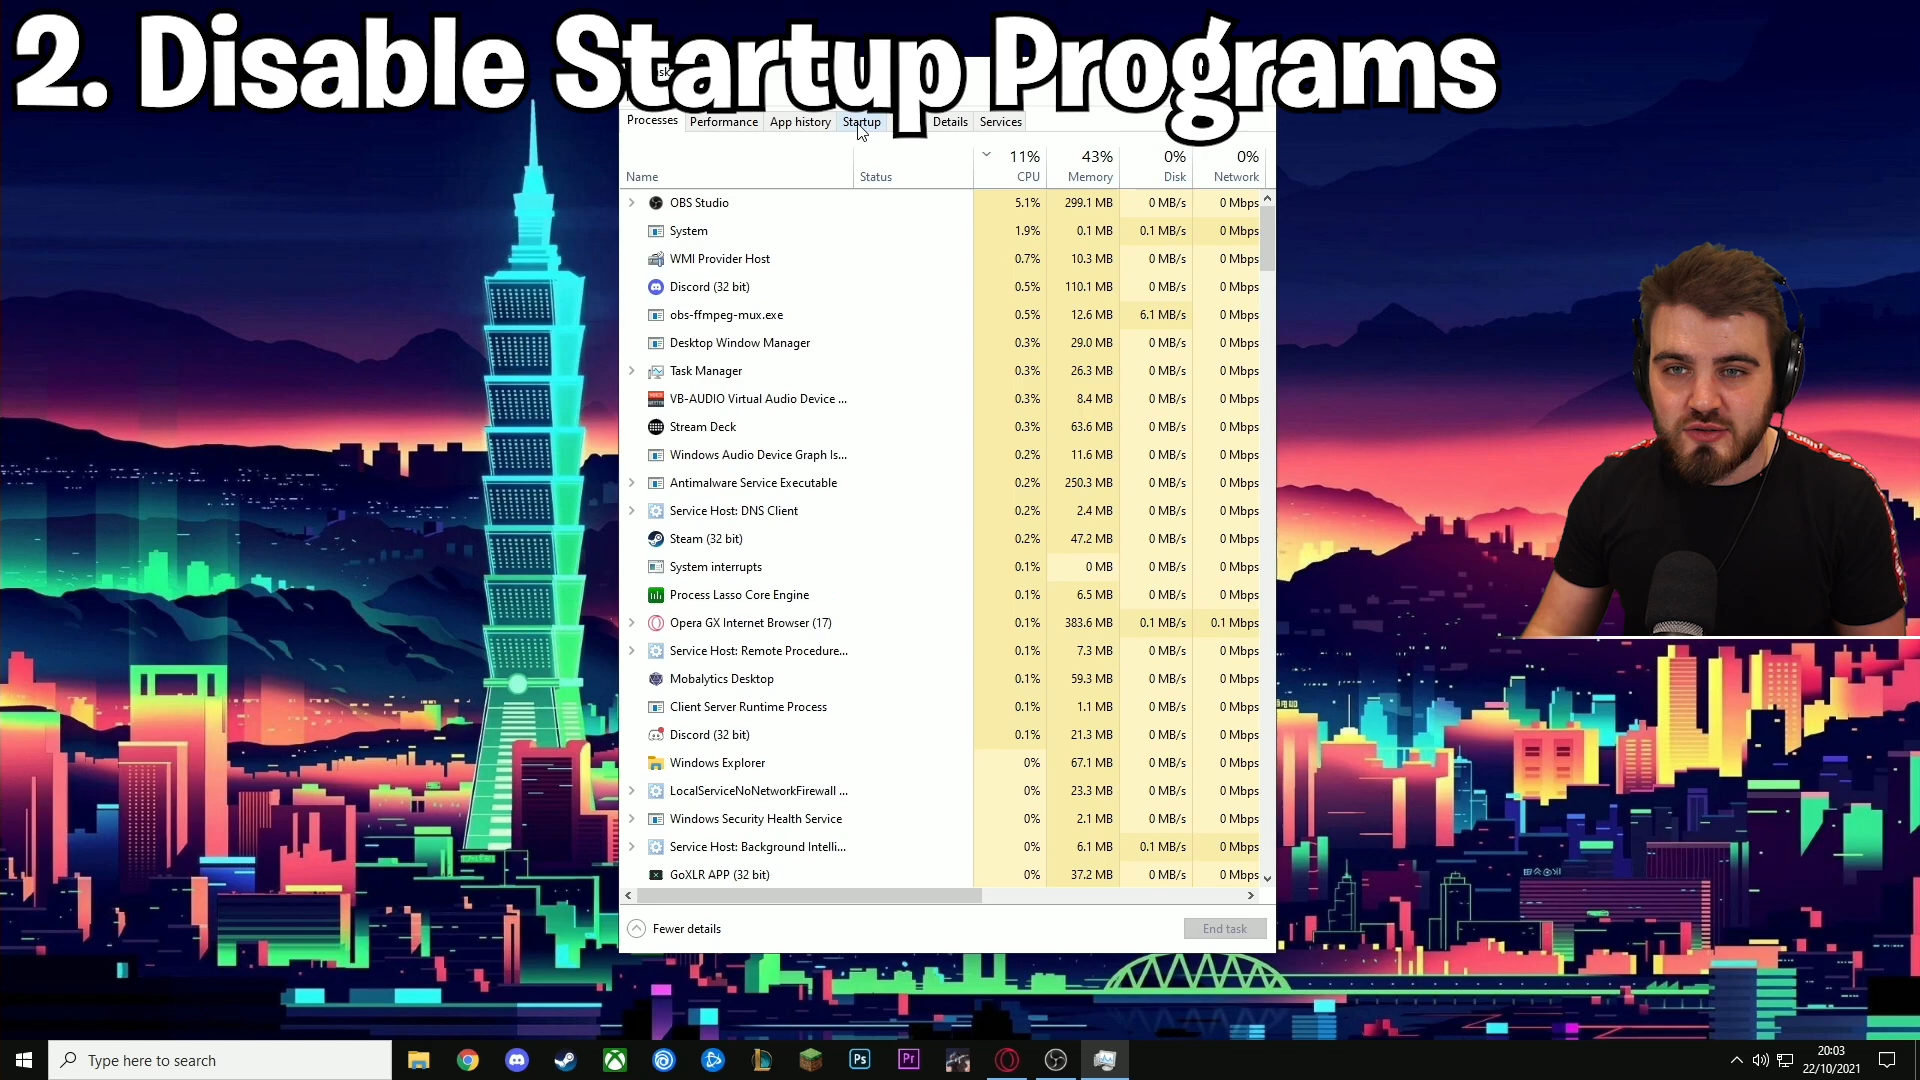 2. Disable Startup Programs
Processes Performance App history Startup Details Services
11% 43% 0% 0%
Name Status CPU Memory Disk Network
OBS Studio 5.1% 299.1 MB 0 MB/s 0 Mbps
System 1.9% 0.1 MB 0.1 MB/s 0 Mbps
WMI Provider Host 0.7% 10.3 MB 0 MB/s 0 Mbps
Discord (32 bit) 0.5% 110.1 MB 0 MB/s 0 Mbps
obs-ffmpeg-mux.exe 0.5% 12.6 MB 6.1 MB/s 0 Mbps
Desktop Window Manager 0.3% 29.0 MB 0 MB/s 0 Mbps
Task Manager 0.3% 26.3 MB 0 MB/s 0 Mbps
VB-AUDIO Virtual Audio Device ... 0.3% 8.4 MB 0 MB/s 0 Mbps
Stream Deck 0.3% 63.6 MB 0 MB/s 0 Mbps
Windows Audio Device Graph Is... 0.2% 11.6 MB 0 MB/s 0 Mbps
Antimalware Service Executable 0.2% 250.3 MB 0 MB/s 0 Mbps
Service Host: DNS Client 0.2% 2.4 MB 0 MB/s 0 Mbps
Steam (32 bit) 0.2% 47.2 MB 0 MB/s 0 Mbps
System interrupts 0.1% 0 MB 0 MB/s 0 Mbps
Process Lasso Core Engine 0.1% 6.5 MB 0 MB/s 0 Mbps
Opera GX Internet Browser (17) 0.1% 383.6 MB 0.1 MB/s 0.1 Mbps
Service Host: Remote Procedure... 0.1% 7.3 MB 0 MB/s 0 Mbps
Mobalytics Desktop 0.1% 59.3 MB 0 MB/s 0 Mbps
Client Server Runtime Process 0.1% 1.1 MB 0 MB/s 0 Mbps
Discord (32 bit) 0.1% 21.3 MB 0 MB/s 0 Mbps
Windows Explorer 0% 67.1 MB 0 MB/s 0 Mbps
LocalServiceNoNetworkFirewall ... 0% 23.3 MB 0 MB/s 0 Mbps
Windows Security Health Service 0% 2.1 MB 0 MB/s 0 Mbps
Service Host: Background Intelli... 0% 6.1 MB 0.1 MB/s 0 Mbps
GoXLR APP (32 bit) 0% 37.2 MB 0 MB/s 0 Mbps
Fewer details End task
Type here to search
Ps
Pr
20:03
22/10/2021